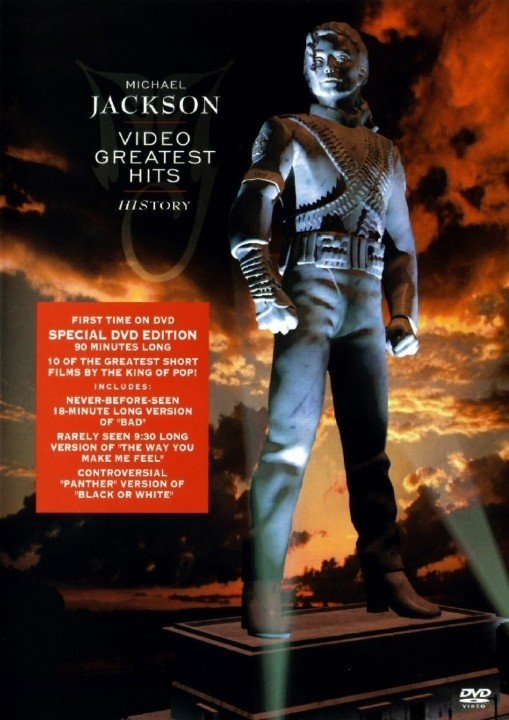 MICHAEL
JACKSON
VIDEO
GREATEST
HITS
HISTORY
FIRST TIME ON DVD
SPECIAL DVD EDITION
90 MINUTES LONG
10 OF THE GREATEST SHORT
FILMS BY THE KING OF POP!
INCLUDES:
NEVER-BEFORE-SEEN
18-MINUTE LONG VERSION
OF "BAD"
RARELY SEEN 9:30 LONG
VERSION OF "THE WAY YOU
MAKE ME FEEL"
CONTROVERSIAL
"PANTHER" VERSION OF
"BLACK OR WHITE"
DVD
VIDEO